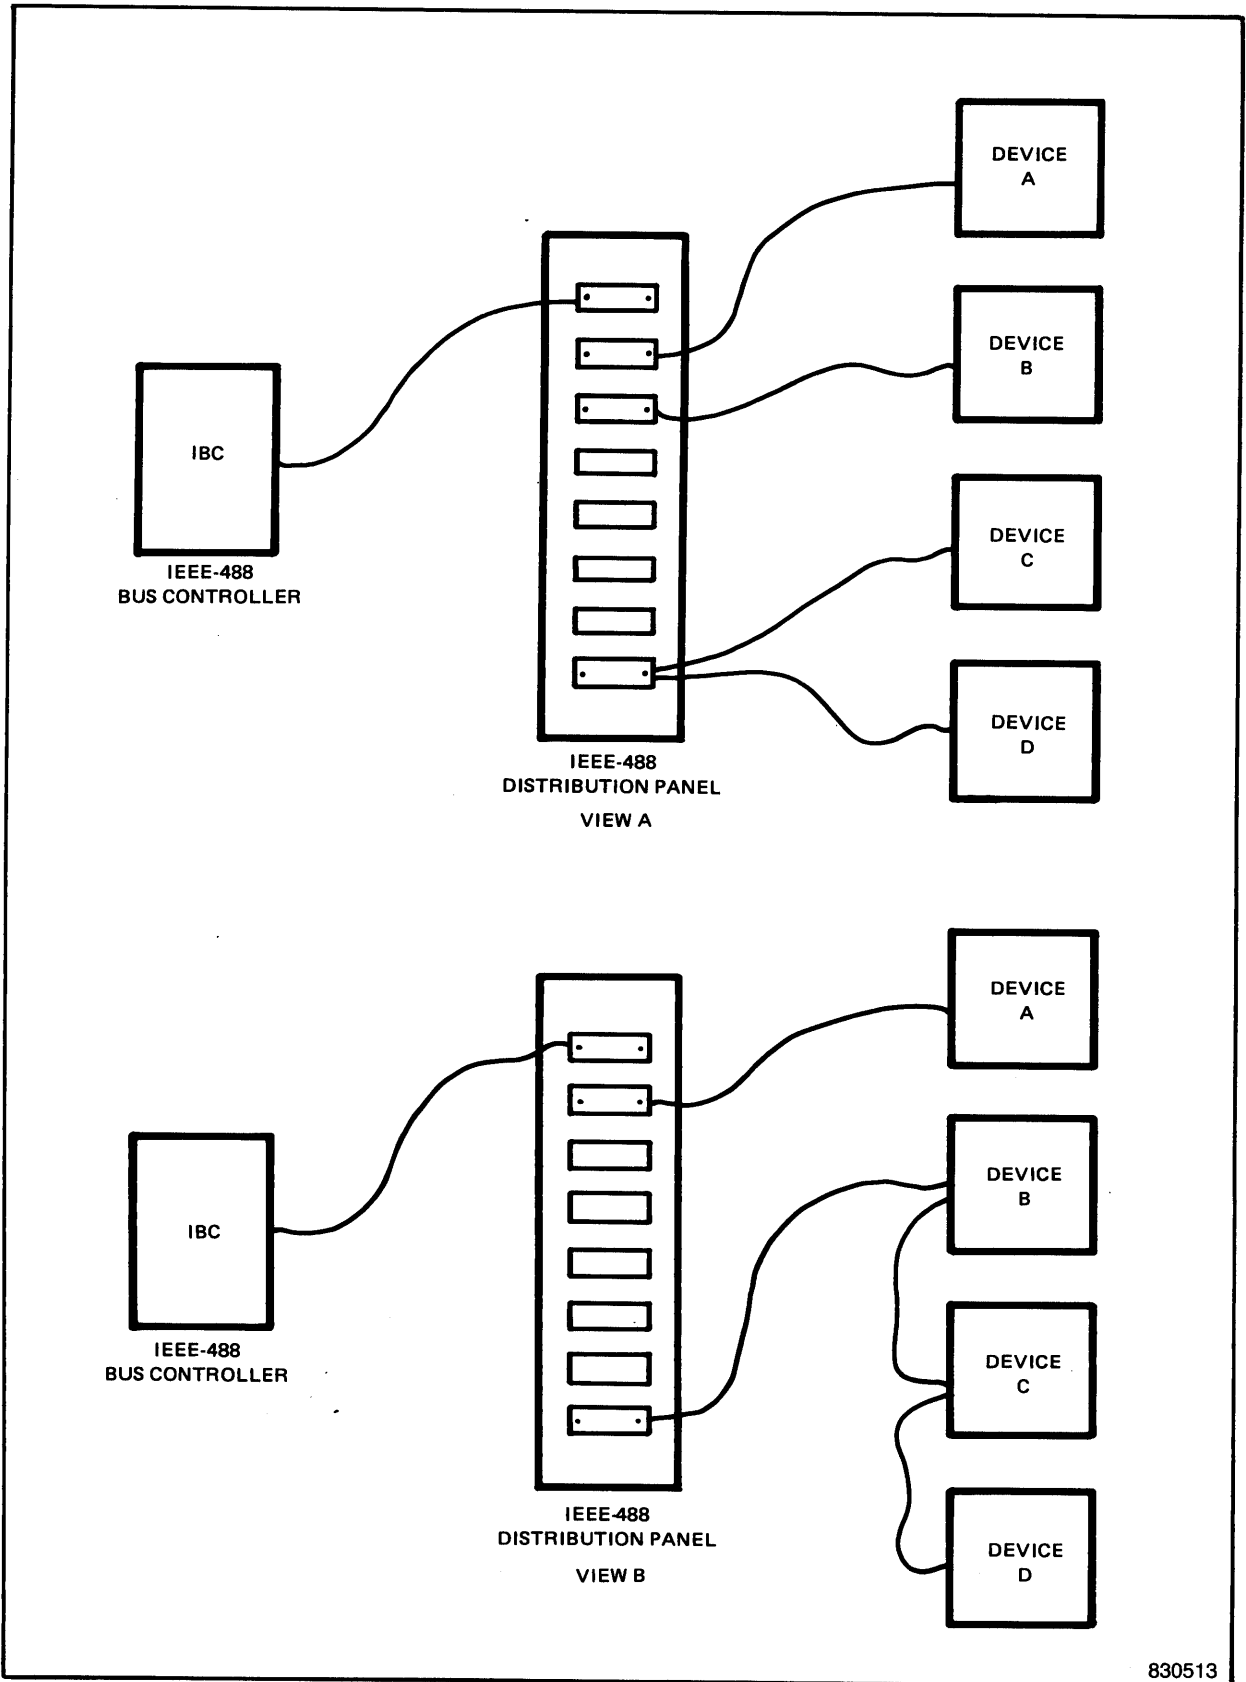 DEVICE
A
DEVICE
B
IBC
DEVICE
C
IEEE-488
BUS CONTROLLER
DEVICE
D
IEEE-488
DISTRIBUTION PANEL
VIEW A
DEVICE
A
DEVICE
B
IBC
IEEE-488
BUS CONTROLLER
DEVICE
C
IEEE-488
DISTRIBUTION PANEL
DEVICE
D
VIEW B
830513